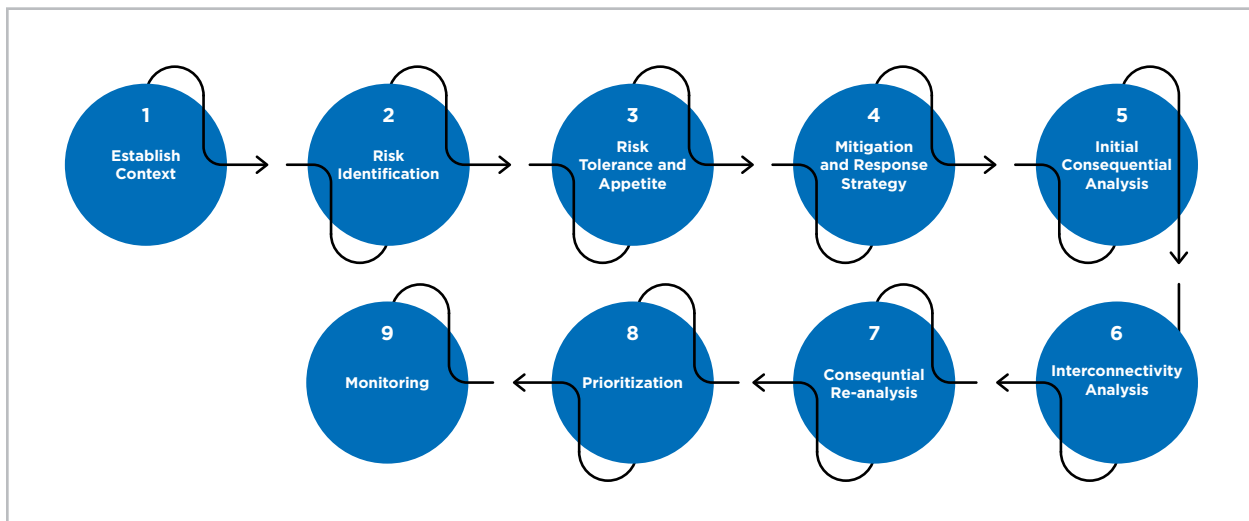 1
Establish
Context
2
Risk
Identification
3
Risk
Tolerance and
Appetite
4
Mitigation
and Response
Strategy
5
Initial
Consequential
Analysis
6
Interconnectivity
Analysis
7
Consequntial
Re-analysis
8
Prioritization
9
Monitoring